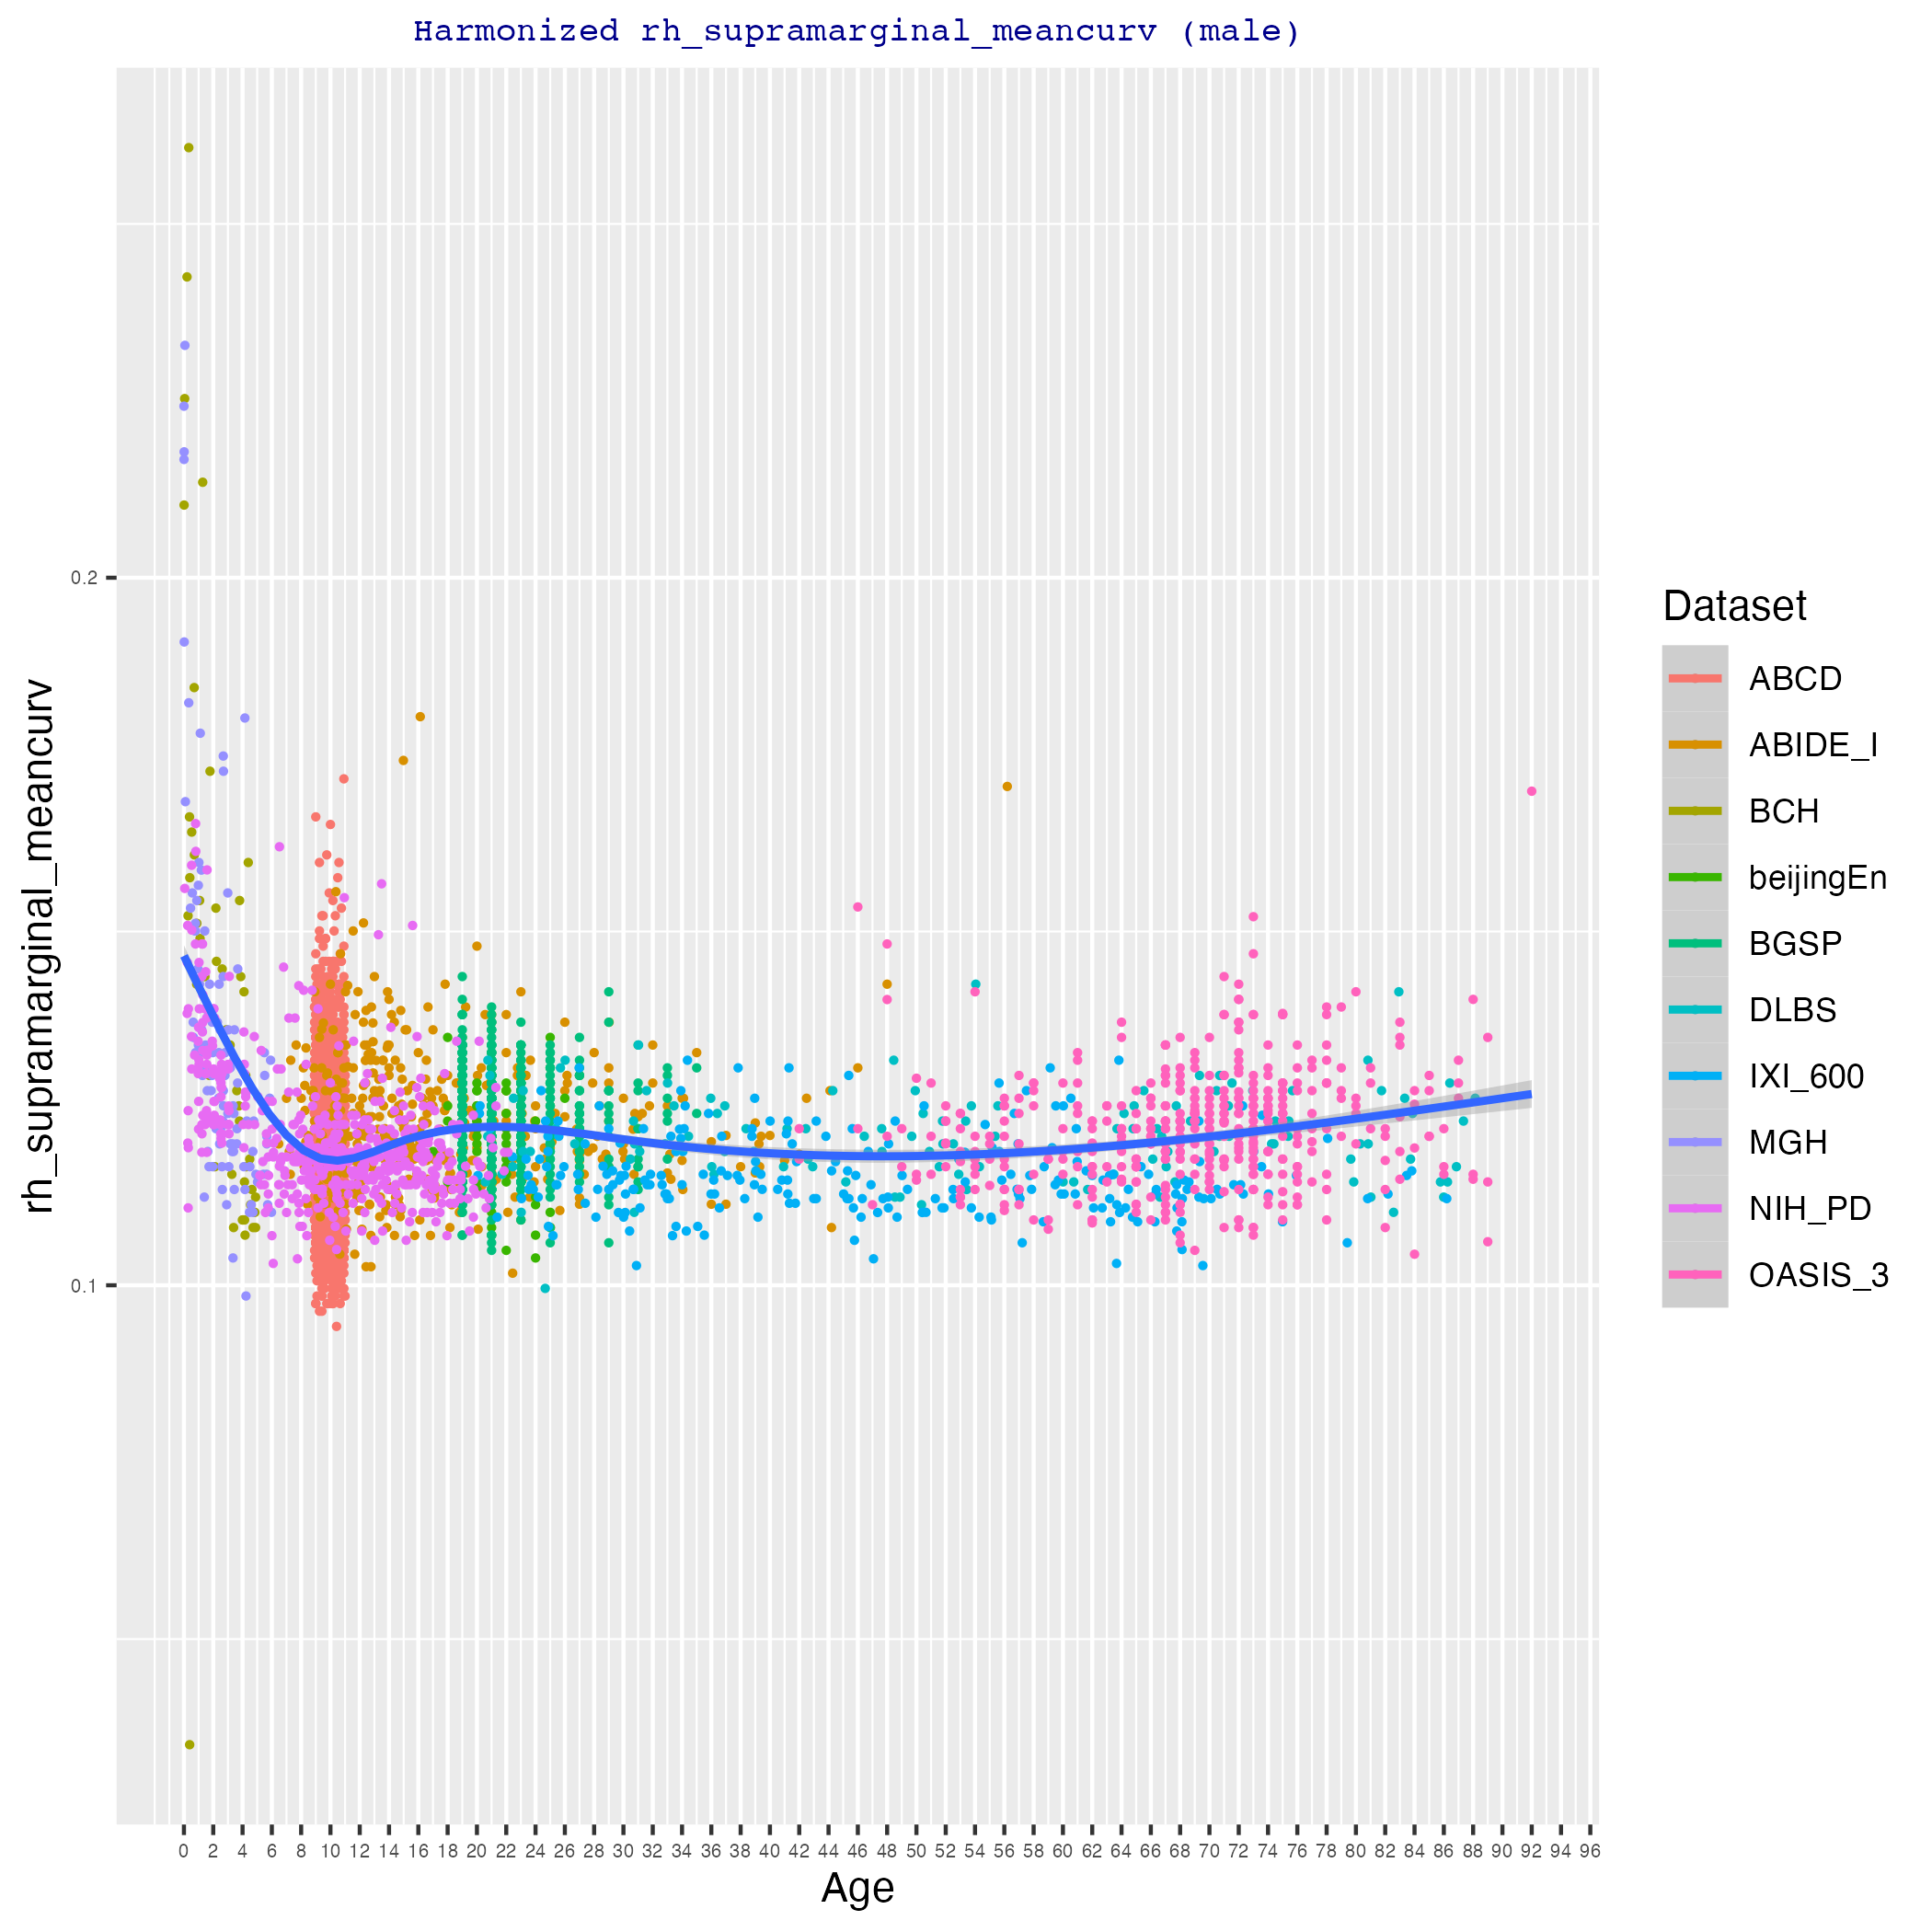 Harmonized rh_supramarginal_meancurv (male)
rh_supramarginal_meancurv
0.2
0.1
0 2 4 6 8 10 12 14 16 18 20 22 24 26 28 30 32 34 36 38 40 42 44 46 48 50 52 54 56 58 60 62 64 66 68 70 72 74 76 78 80 82 84 86 88 90 92 94 96
Age
Dataset
ABCD
ABIDE_I
BCH
beijingEn
BGSP
DLBS
IXI_600
MGH
NIH_PD
OASIS_3